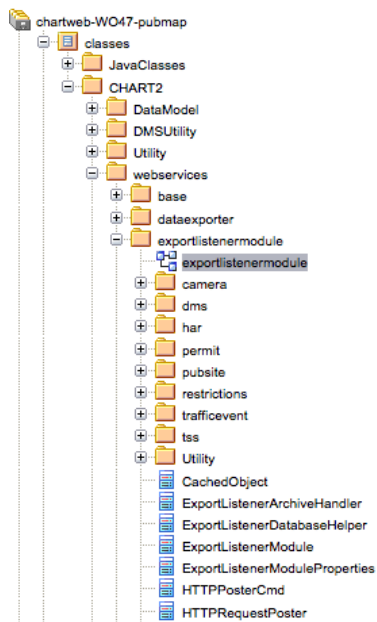 chartweb-WO47-pubmap
classes
JavaClasses
CHART2
DataModel
DMSUtility
Utility
webservices
base
dataexporter
exportlistenermodule
exportlistenermodule
camera
dms
har
permit
pubsite
restrictions
trafficevent
tss
Utility
CachedObject
ExportListenerArchiveHandler
ExportListenerDatabaseHelper
ExportListenerModule
ExportListenerModuleProperties
HTTPPosterCmd
HTTPRequestPoster